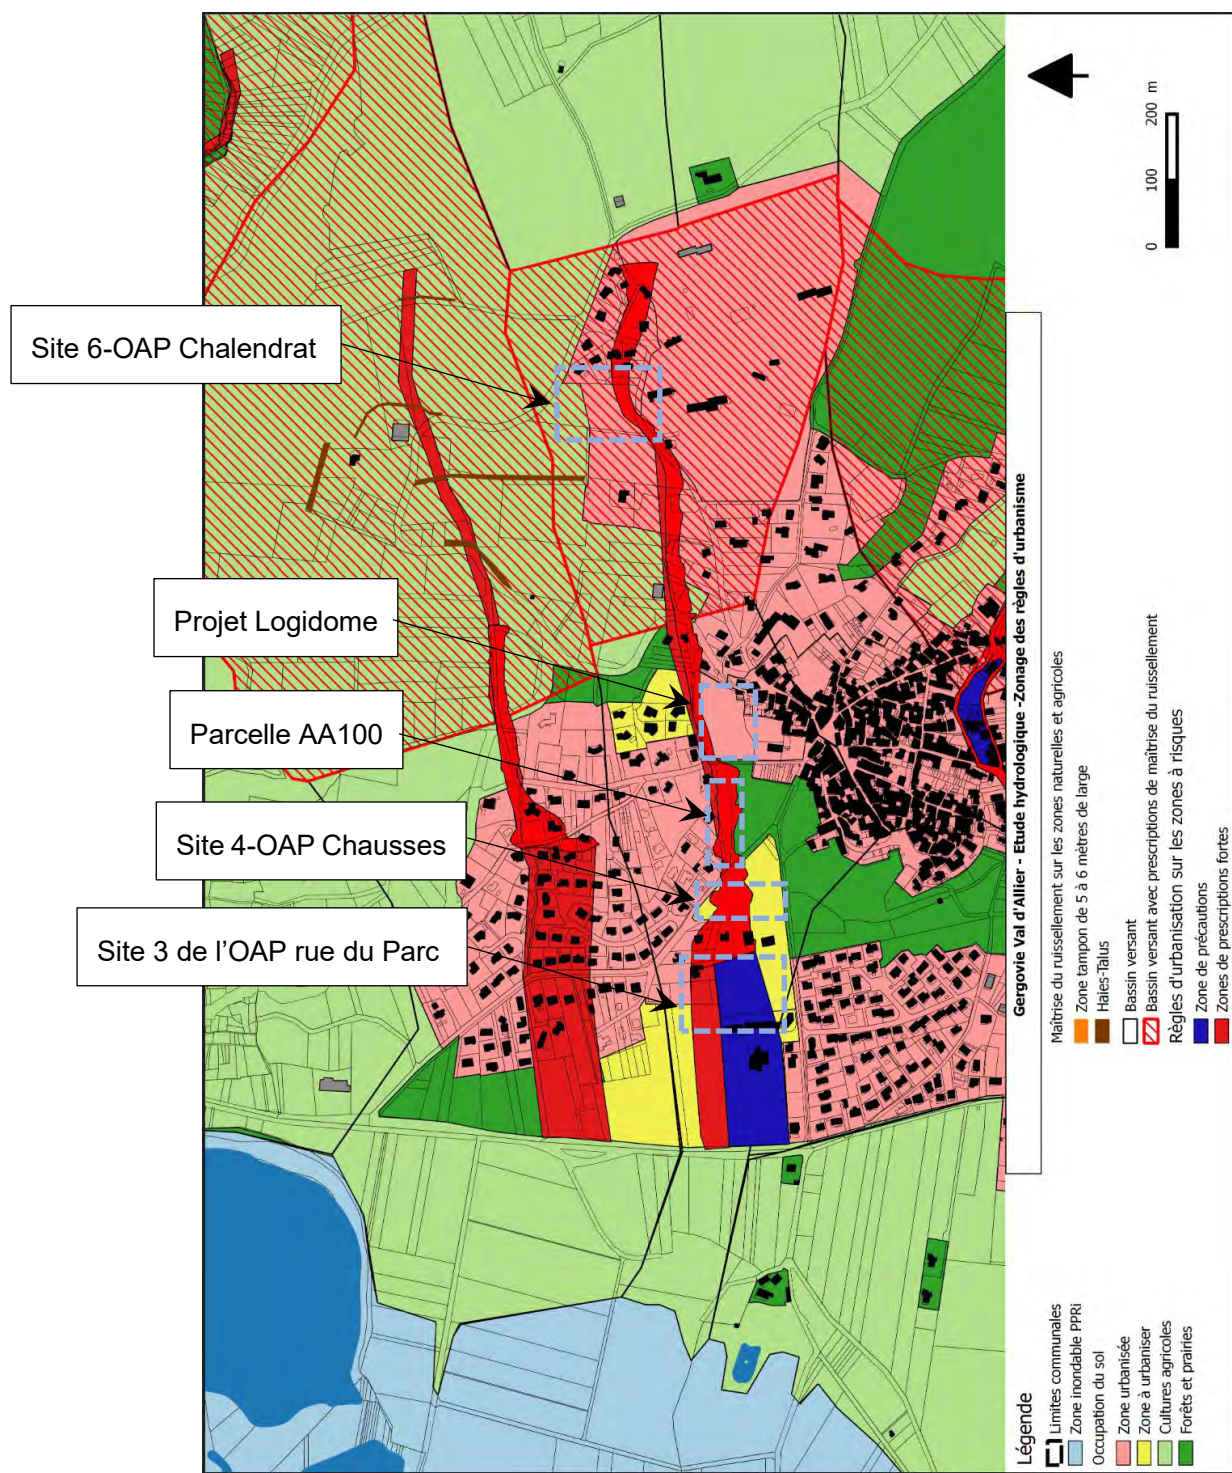 Site 6-OAP Chalendrat
Projet Logidome
Parcelle AA100
Site 4-OAP Chausses
Site 3 de l'OAP rue du Parc
0 100 200 m
Gergovie Val d'Allier - Etude hydrologique -Zonage des règles d'urbanisme
Légende
Limites communales
Zone inondable PPRi
Occupation du sol
Zone urbanisée
Zone à urbaniser
Cultures agricoles
Forêts et prairies
Maîtrise du ruissellement sur les zones naturelles et agricoles
Zone tampon de 5 à 6 mètres de large
Haies-Talus
Bassin versant
Bassin versant avec prescriptions de maîtrise du ruissellement
Règles d'urbanisation sur les zones à risques
Zone de précautions
Zones de prescriptions fortes